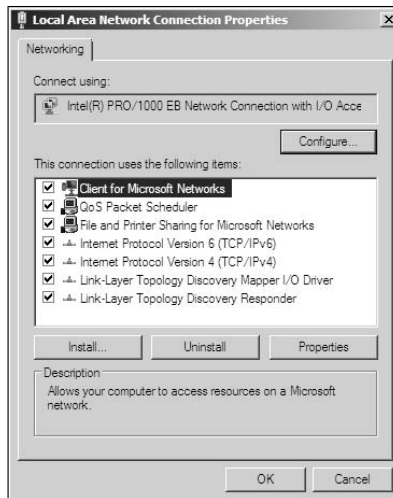 Local Area Network Connection Properties
Networking
Connect using:
Intel(R) PRO/1000 EB Network Connection with I/O Acce
Configure...
This connection uses the following items:
Client for Microsoft Networks
QoS Packet Scheduler
File and Printer Sharing for Microsoft Networks
Internet Protocol Version 6 (TCP/IPv6)
Internet Protocol Version 4 (TCP/IPv4)
Link-Layer Topology Discovery Mapper I/O Driver
Link-Layer Topology Discovery Responder
Install... Uninstall Properties
Description
Allows your computer to access resources on a Microsoft
network.
OK Cancel